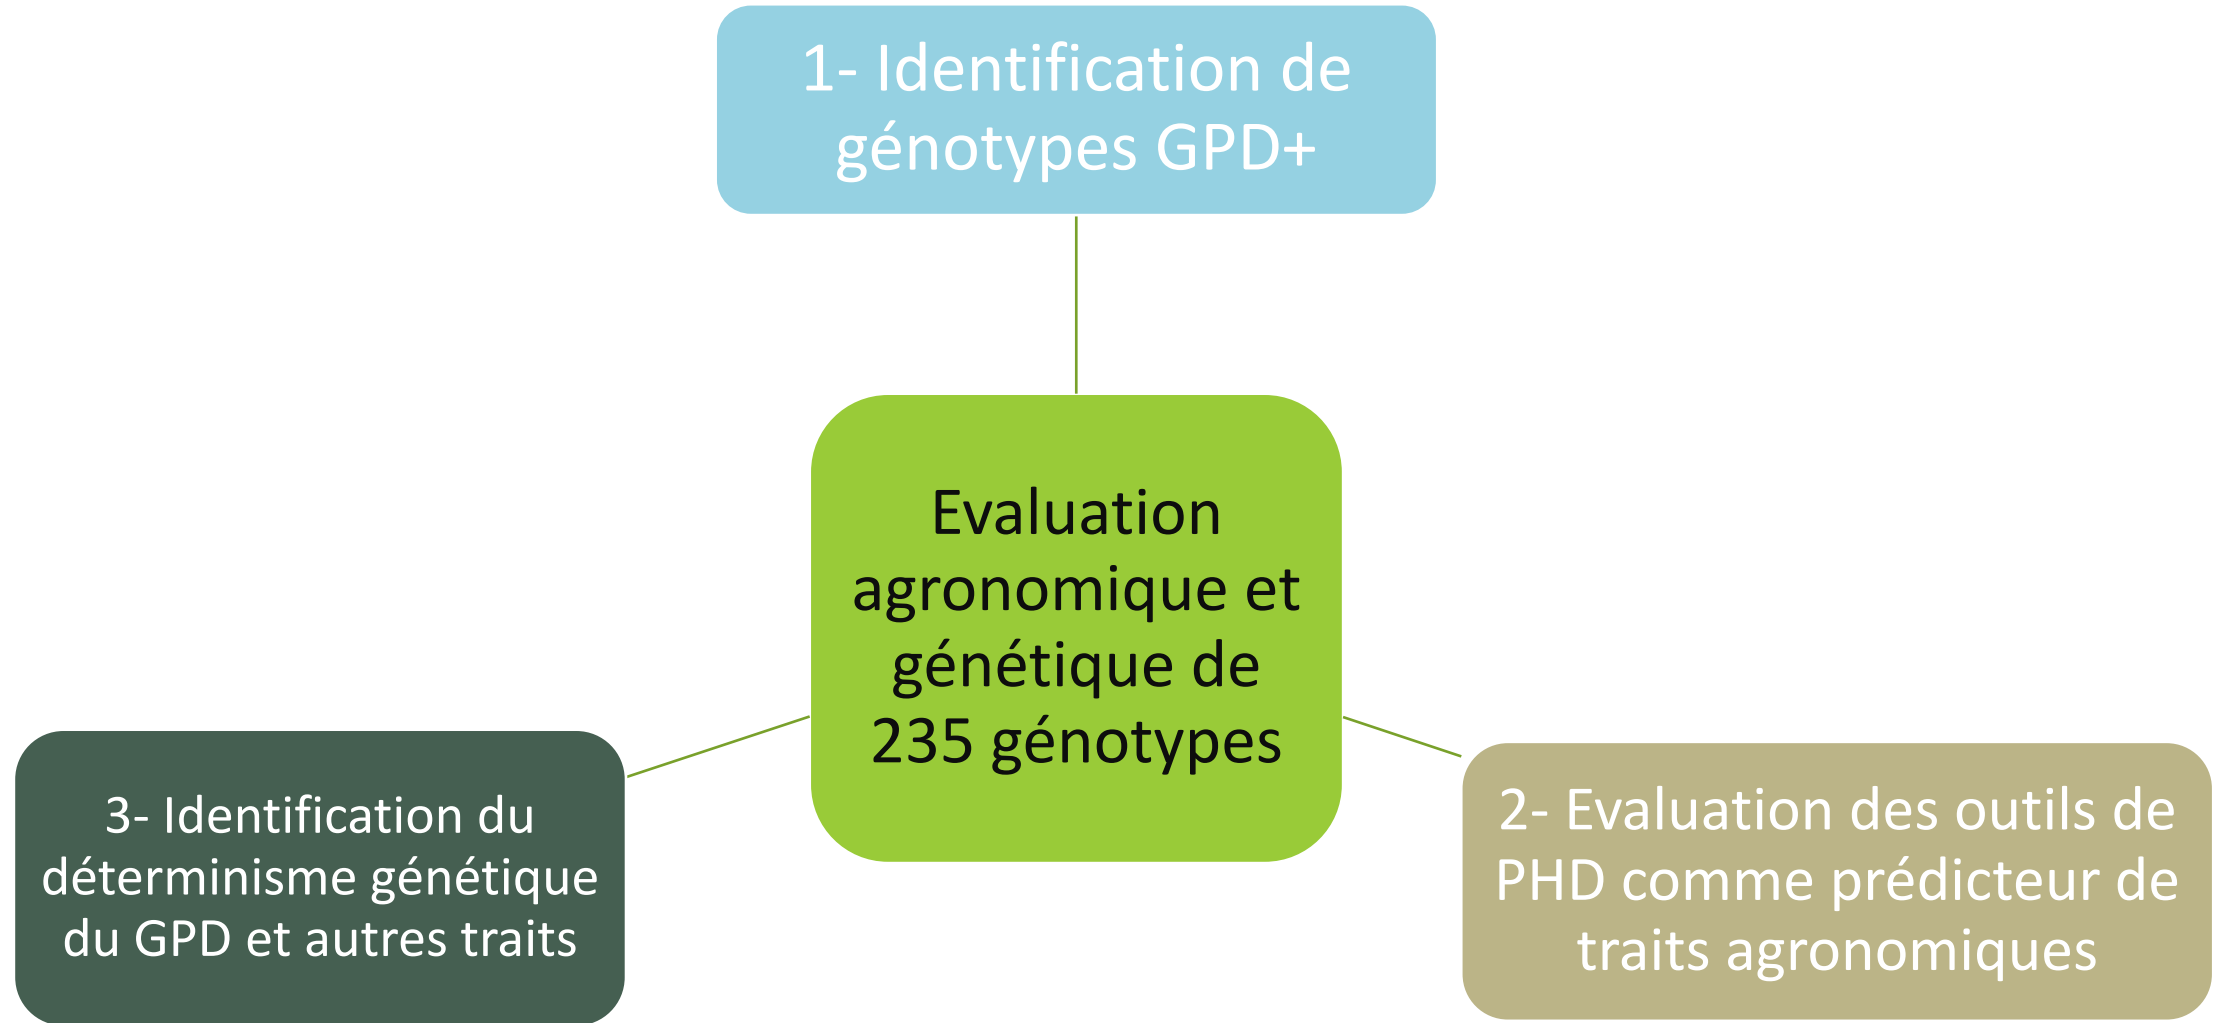 1- Identification de
génotypes GPD+
Evaluation
agronomique et
génétique de
235 génotypes
2- Evaluation des outils de
PHD comme prédicteur de
traits agronomiques
3- Identification du
déterminisme génétique
du GPD et autres traits